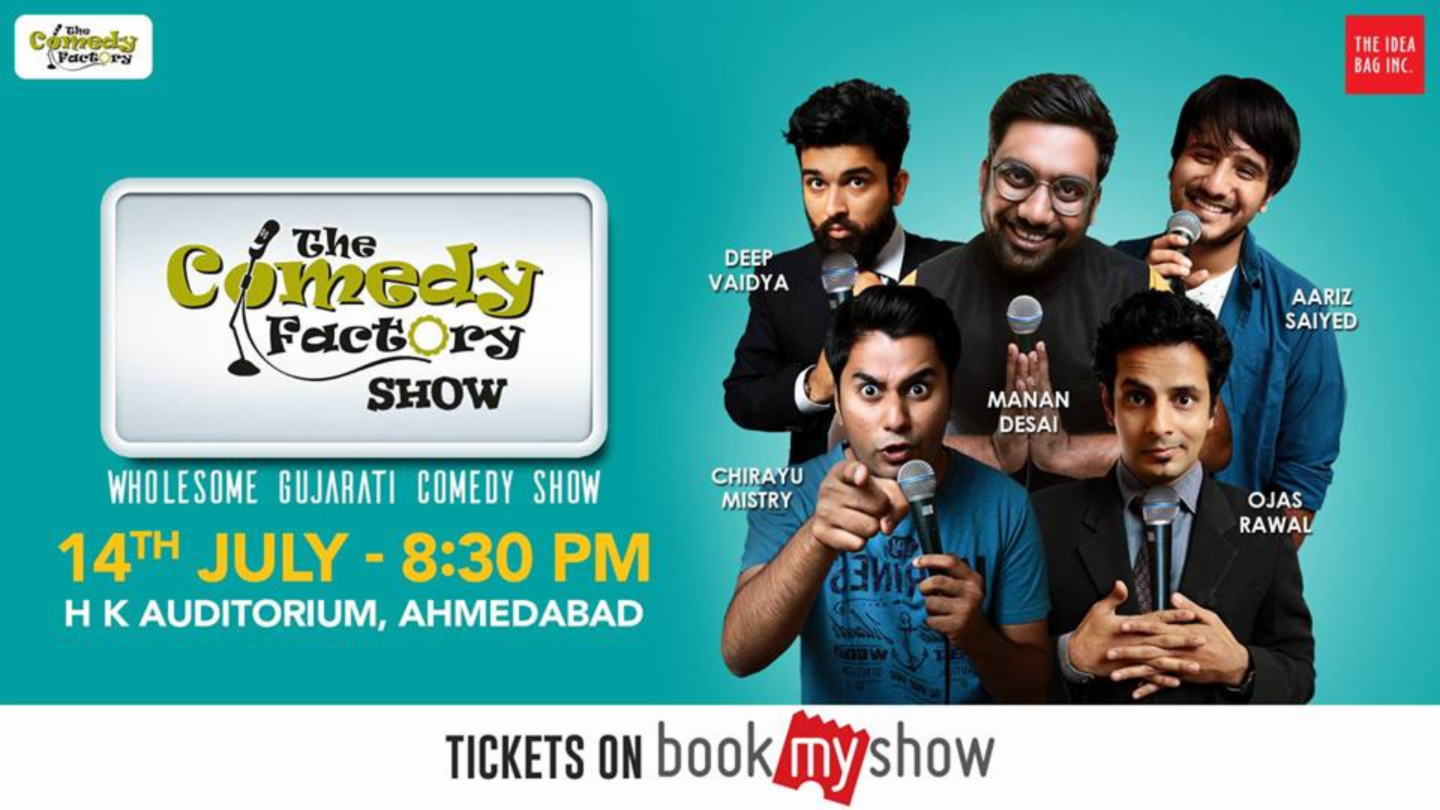 The
Comedy
Factory
THE IDEA
BAG INC.
The
Comedy
Factory
SHOW
WHOLESOME GUJARATI COMEDY SHOW
14TH JULY - 8:30 PM
H K AUDITORIUM, AHMEDABAD
DEEP
VAIDYA
AARIZ
SAIYED
MANAN
DESAI
CHIRAYU
MISTRY
OJAS
RAWAL
TICKETS ON bookmyshow